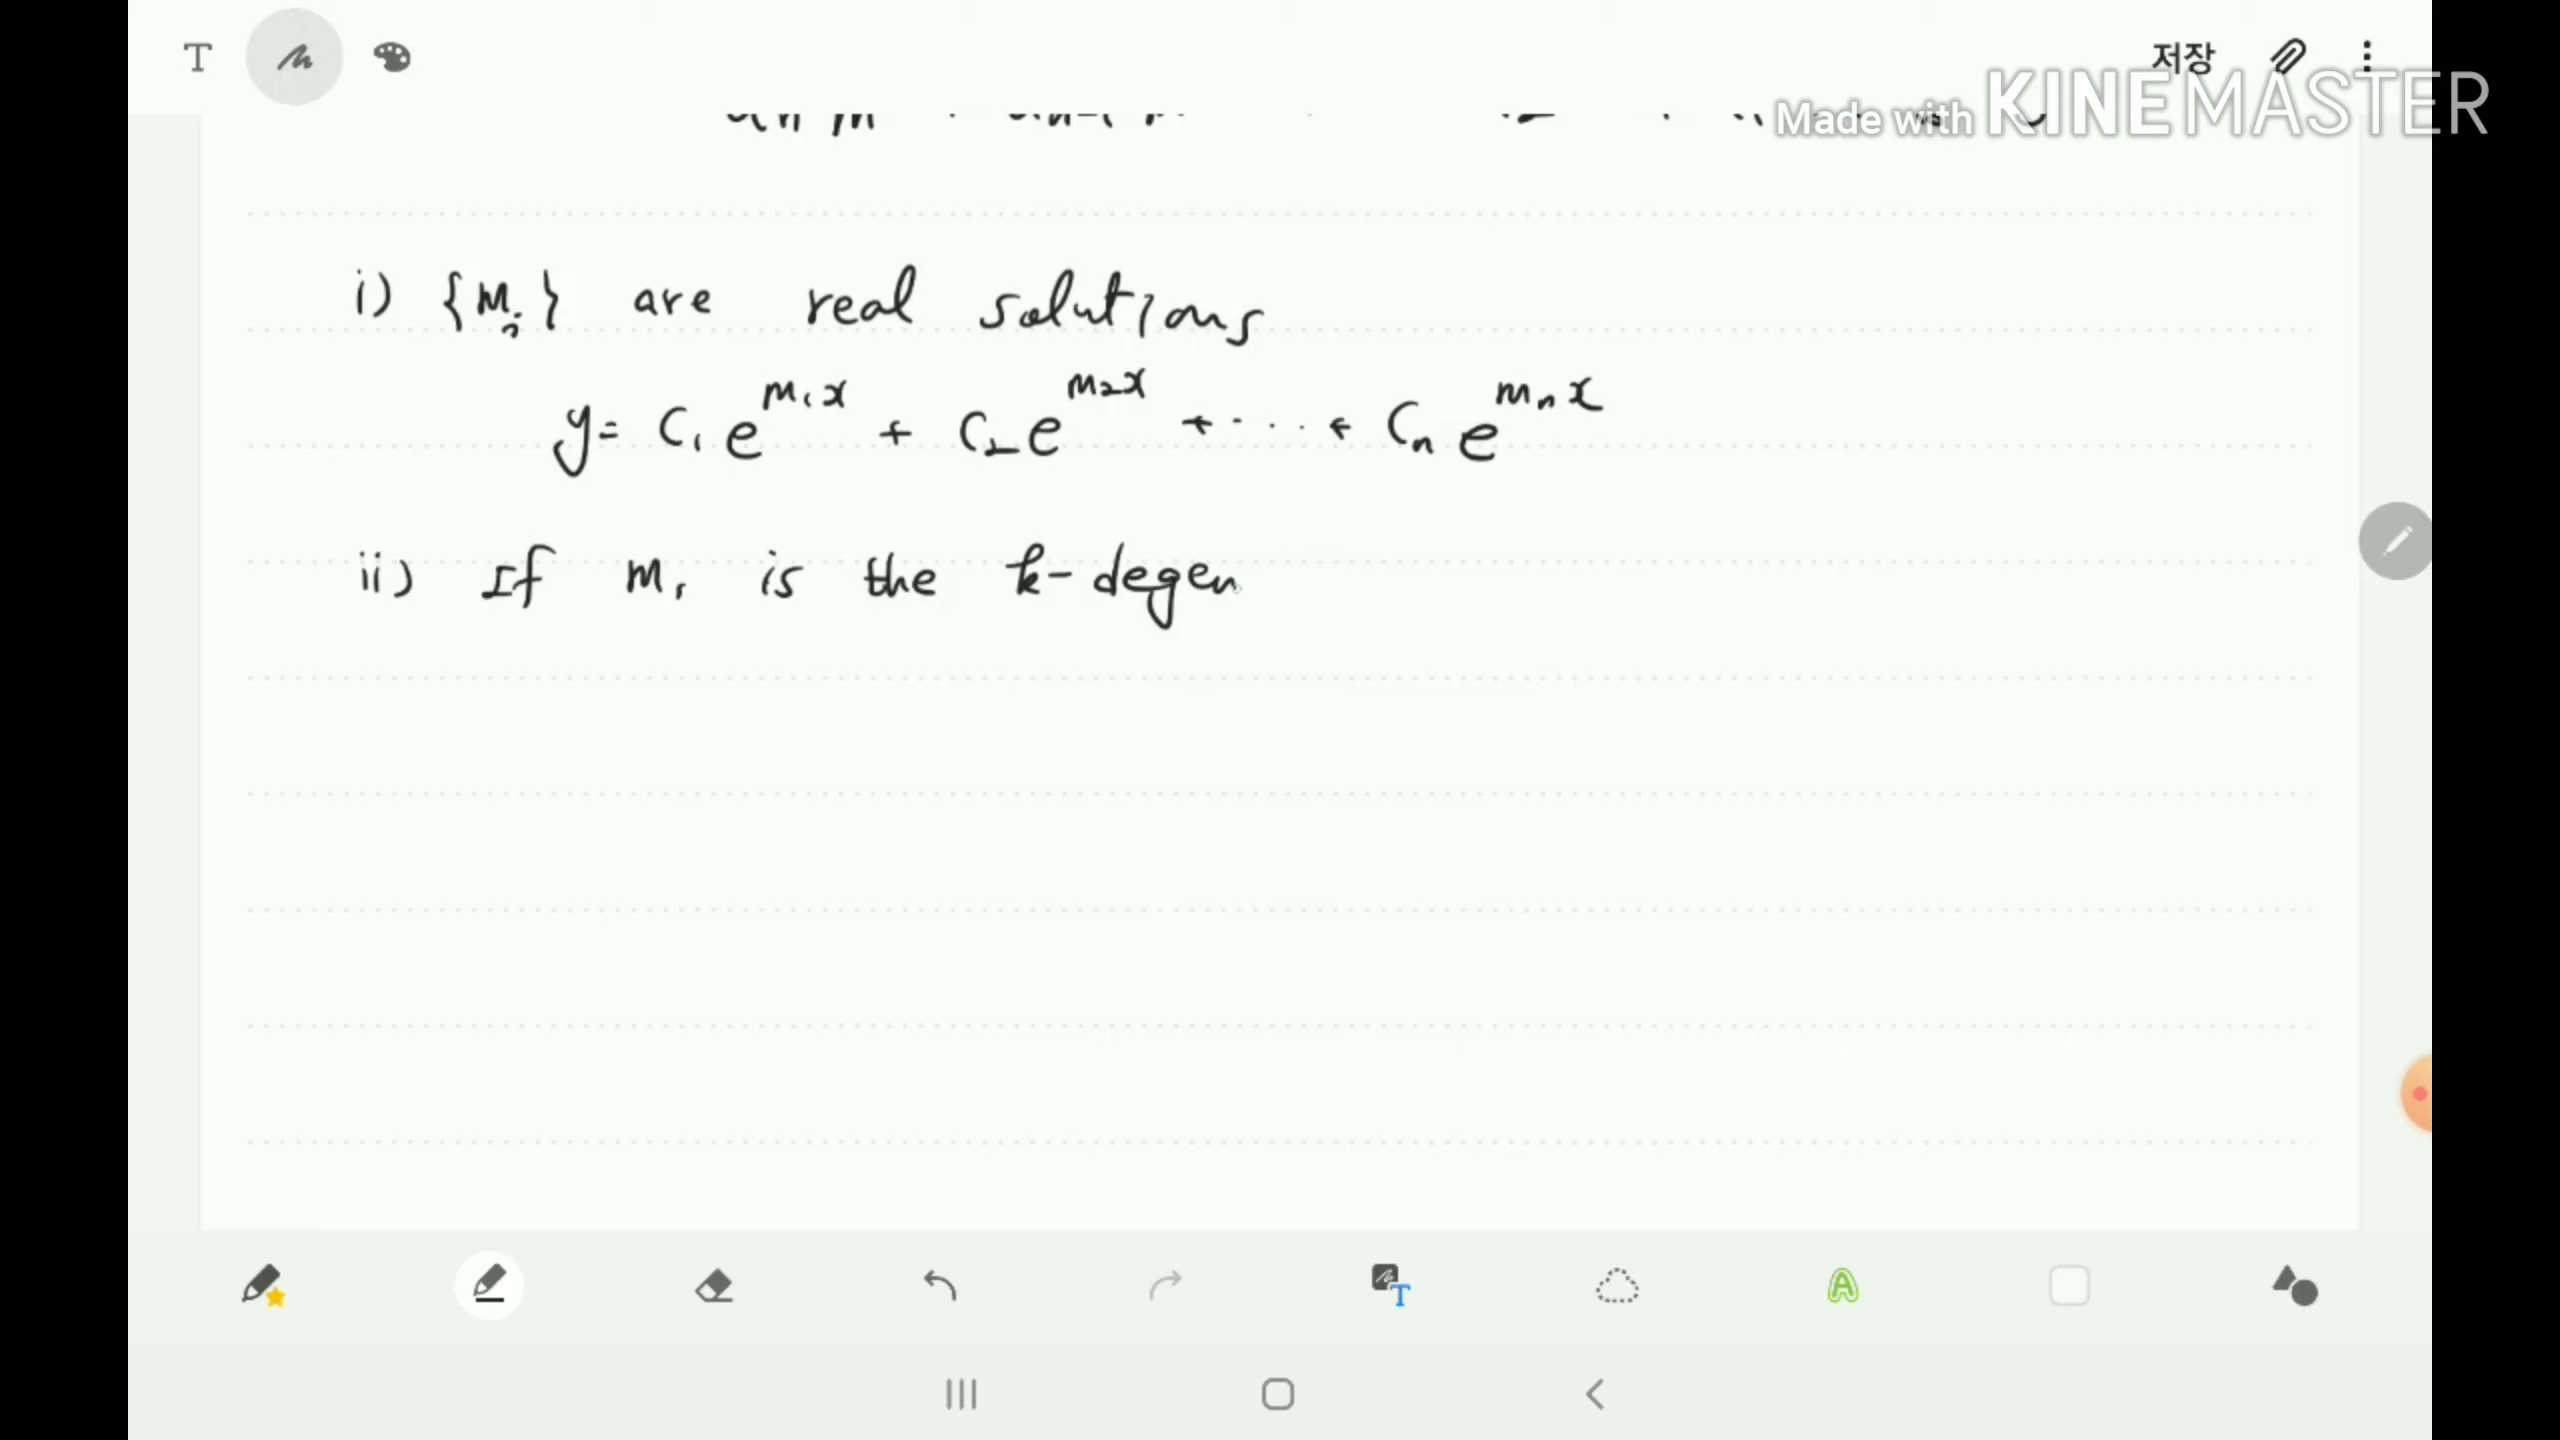 T 저장
Made with KINEMASTER
i) {m_i} are real solutions
y = C₁ e^{m₁x} + C₂ e^{m₂x} + ⋯ + Cₙ e^{mₙx}
ii) If m₁ is the k-degen
T A